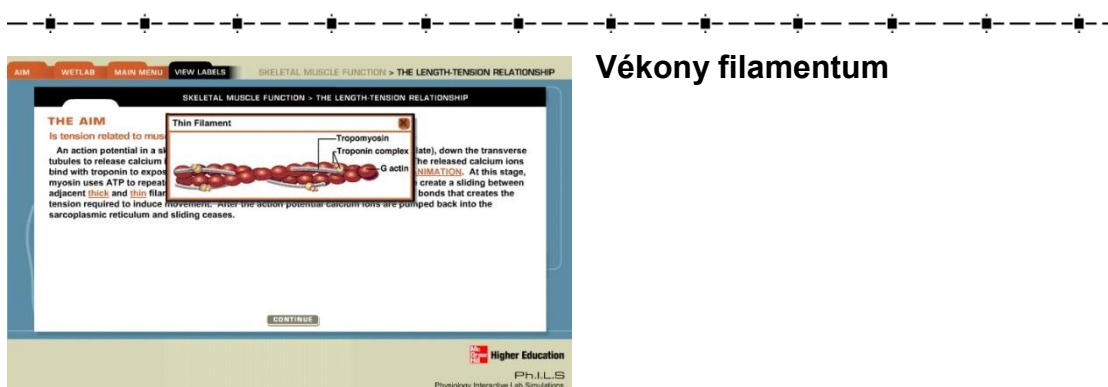 Vékony filamentum
AIM WETLAB MAIN MENU VIEW LABELS SKELETAL MUSCLE FUNCTION > THE LENGTH-TENSION RELATIONSHIP
SKELETAL MUSCLE FUNCTION > THE LENGTH-TENSION RELATIONSHIP
THE AIM
Is tension related to mus
Thin Filament
Tropomyosin
Troponin complex
G actin
An action potential in a sk late), down the transverse
tubules to release calcium i he released calcium ions
bind with troponin to expos NIMATION. At this stage,
myosin uses ATP to repeat create a sliding between
adjacent thick and thin filar bonds that creates the
tension required to induce movement. After the action potential calcium ions are pumped back into the
sarcoplasmic reticulum and sliding ceases.
CONTINUE
Higher Education
Ph.I.L.S
Physiology Interactive Lab Simulations